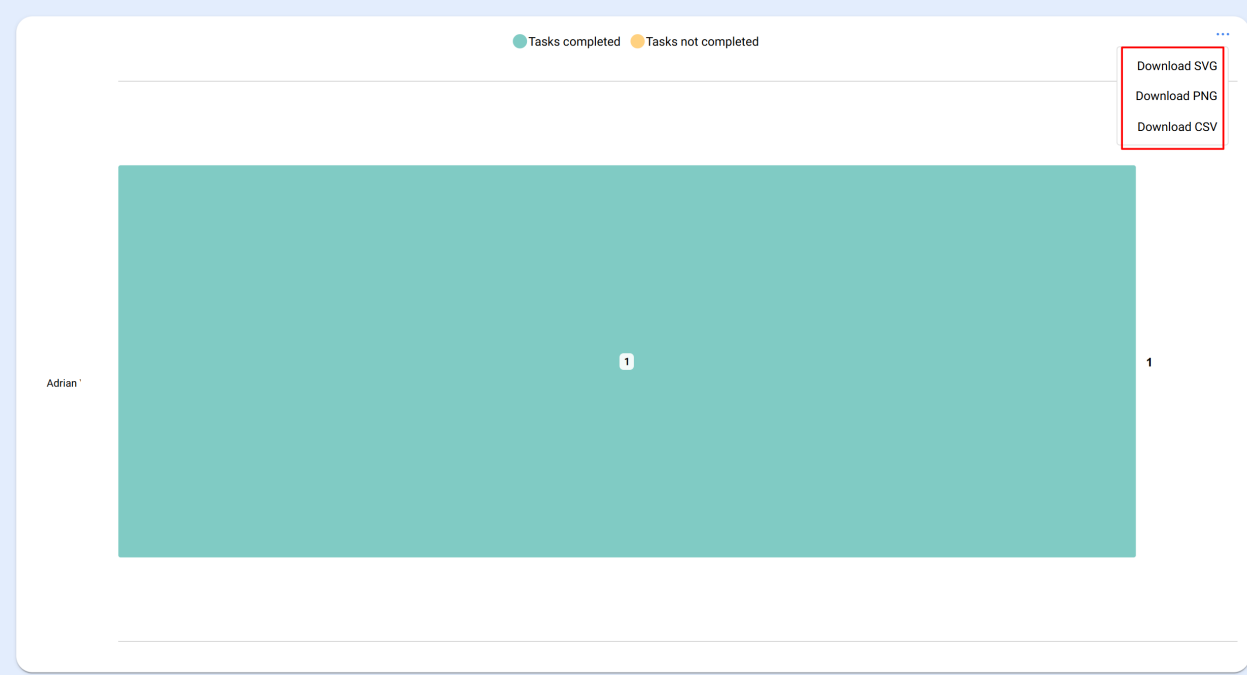 Tasks completed Tasks not completed
...
Download SVG
Download PNG
Download CSV
1
1
Adrian